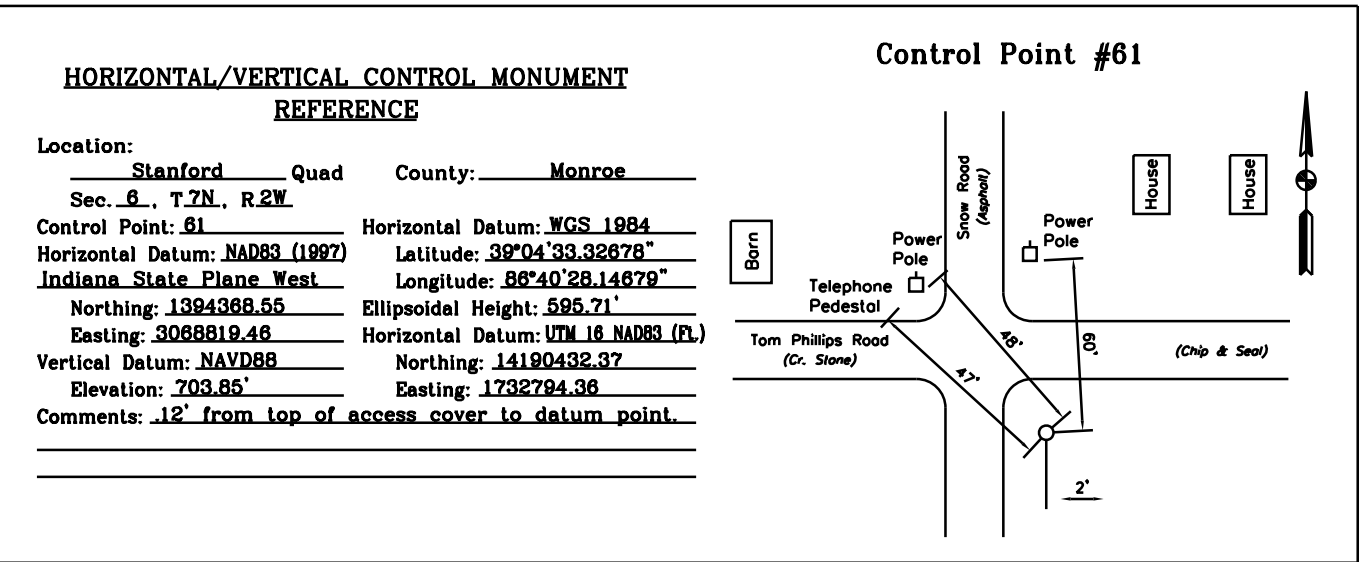 HORIZONTAL/VERTICAL CONTROL MONUMENT
REFERENCE
Location:
Stanford Quad County: Monroe
Sec. 6, T 7N, R 2W
Control Point: 61 Horizontal Datum: WGS 1984
Horizontal Datum: NAD83 (1997) Latitude: 39°04'33.32678"
Indiana State Plane West Longitude: 86°40'28.14679"
Northing: 1394368.55 Ellipsoidal Height: 595.71'
Easting: 3068819.46 Horizontal Datum: UTM 16 NAD83 (Ft.)
Vertical Datum: NAVD88 Northing: 14190432.37
Elevation: 703.85' Easting: 1732794.36
Comments: .12' from top of access cover to datum point.
Control Point #61
Snow Road
(Asphalt)
House
House
Barn
Power
Pole
Power
Pole
Telephone
Pedestal
Tom Phillips Road
(Cr. Stone)
(Chip & Seal)
48'
47'
60'
2'